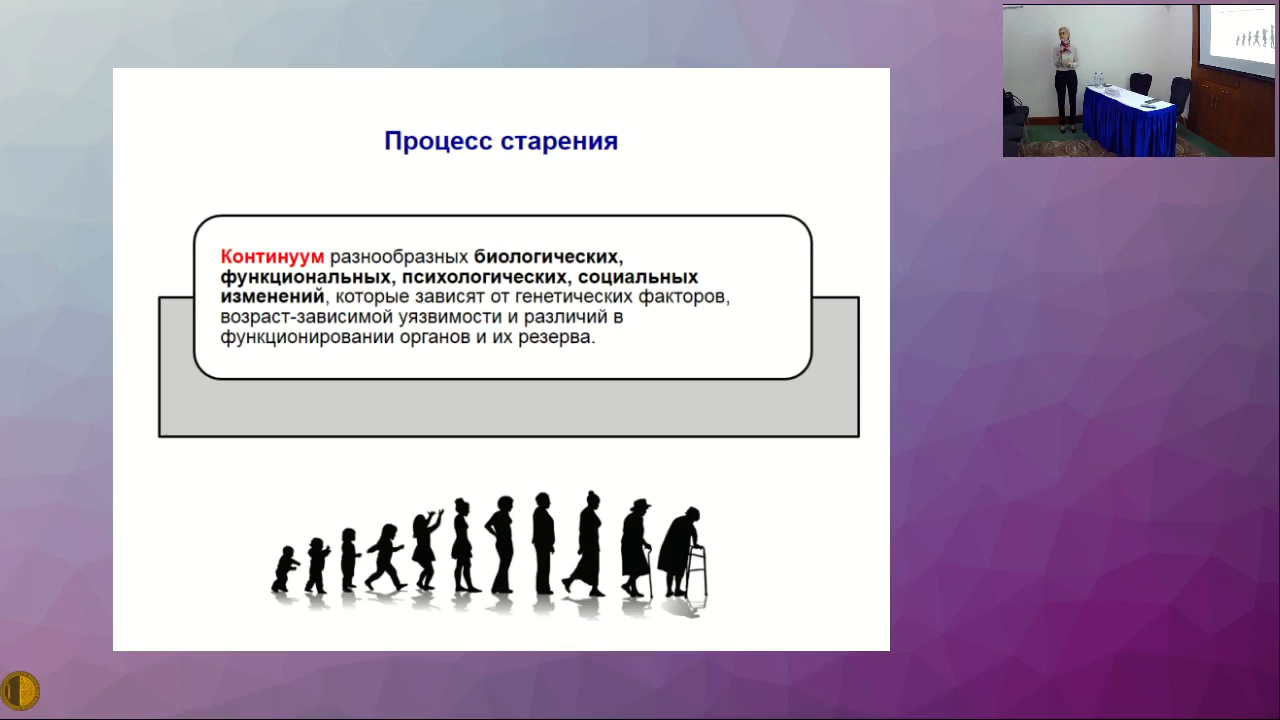 Процесс старения
Континуум разнообразных биологических,
функциональных, психологических, социальных
изменений, которые зависят от генетических факторов,
возраст-зависимой уязвимости и различий в
функционировании органов и их резерва.